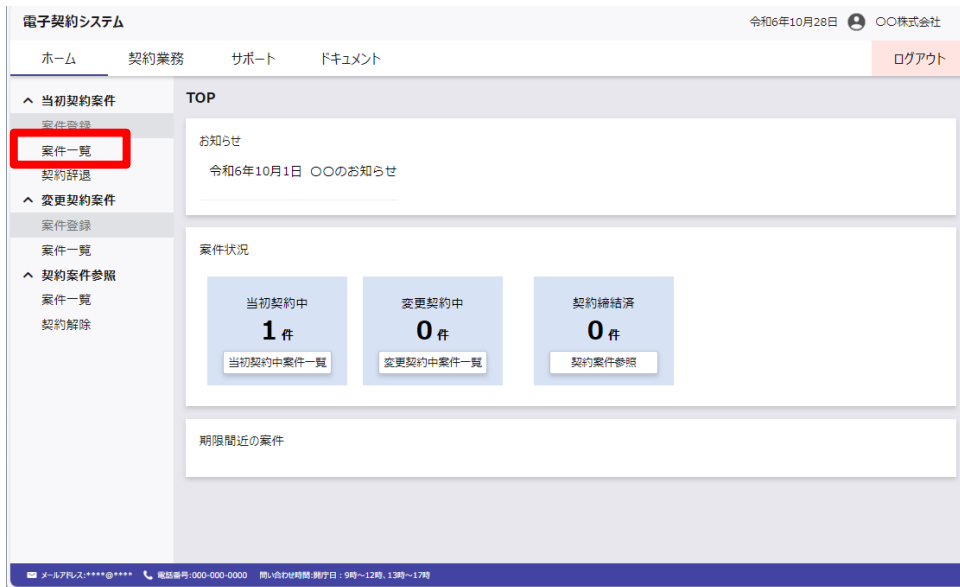 電子契約システム
令和6年10月28日 〇〇株式会社
ホーム 契約業務 サポート ドキュメント ログアウト
当初契約案件
案件登録
案件一覧
契約辞退
変更契約案件
案件登録
案件一覧
契約案件参照
案件一覧
契約解除
TOP
お知らせ
令和6年10月1日 〇〇のお知らせ
案件状況
当初契約中
1 件
当初契約中案件一覧
変更契約中
0 件
変更契約中案件一覧
契約締結済
0 件
契約案件参照
期限間近の案件
メールアドレス:****@**** 電話番号:000-000-0000 問い合わせ時間:開庁日：9時～12時、13時～17時